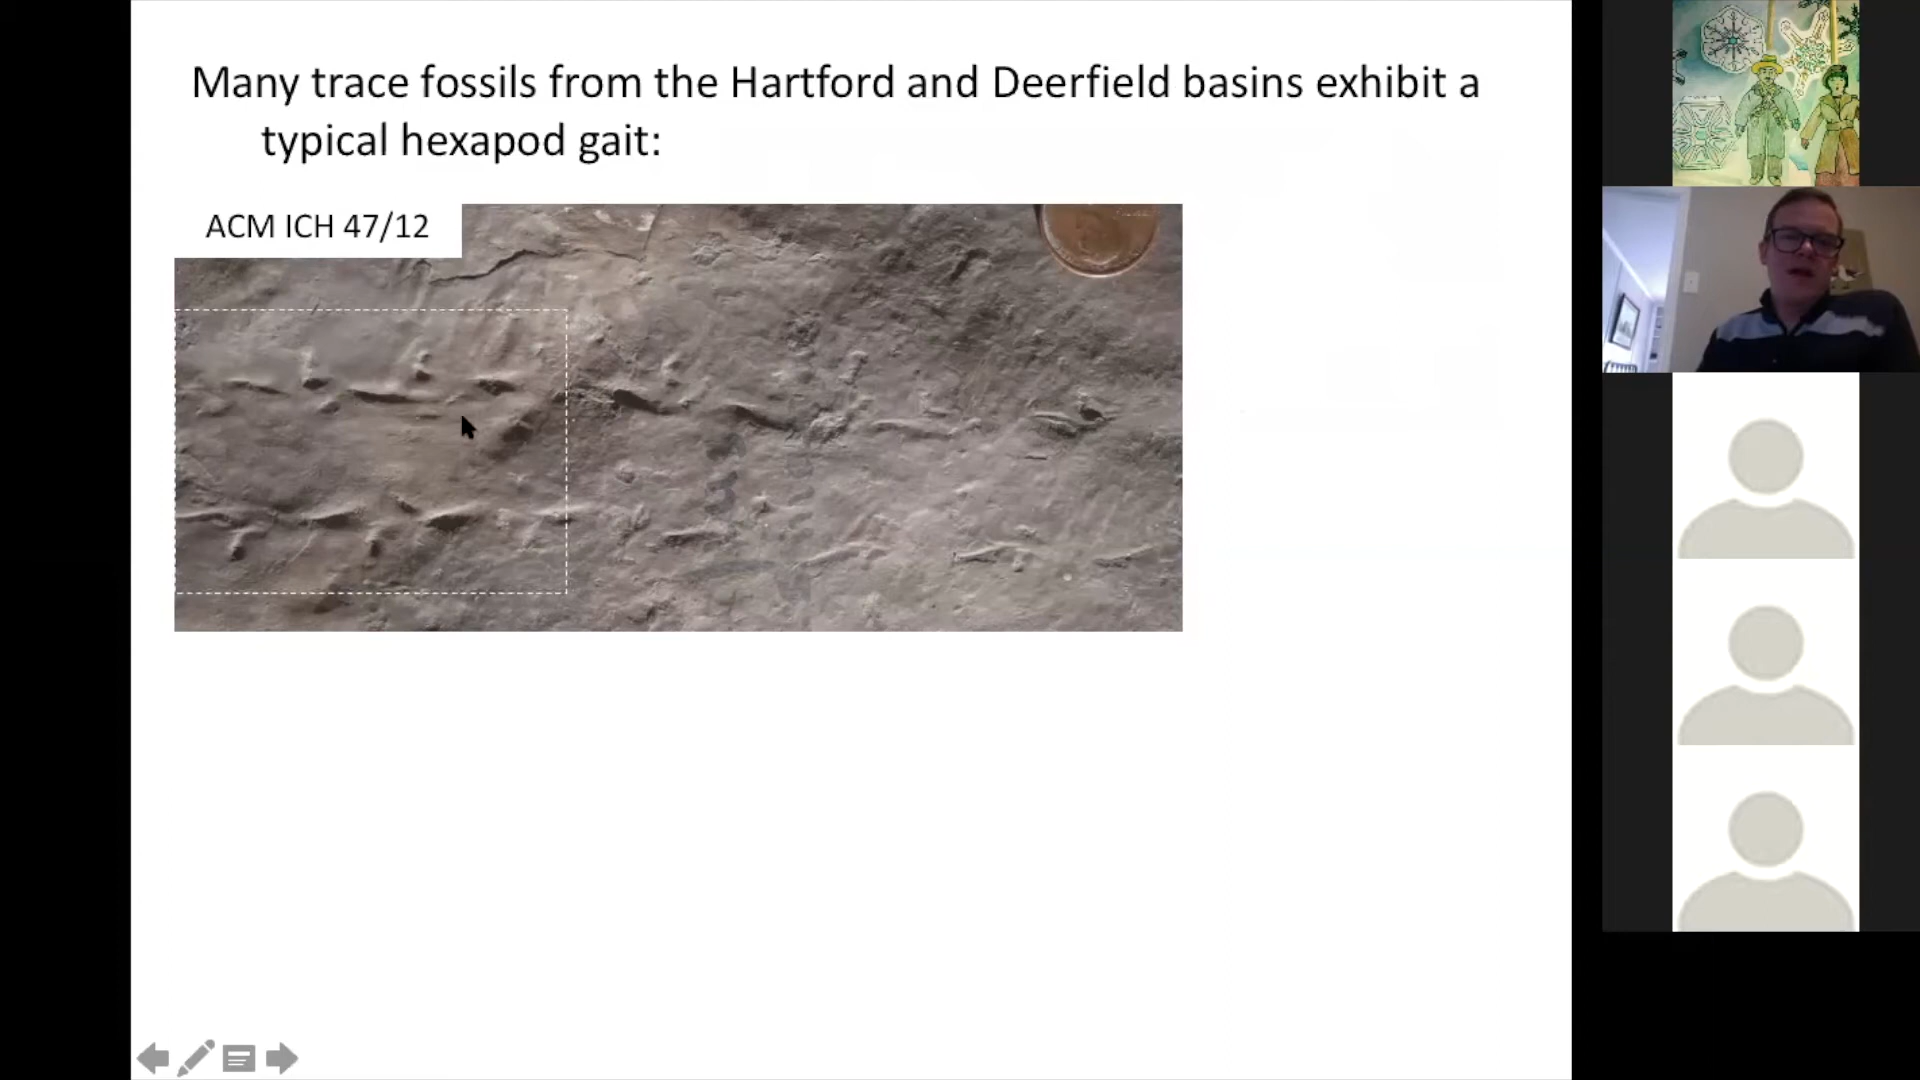 Many trace fossils from the Hartford and Deerfield basins exhibit a
typical hexapod gait:
ACM ICH 47/12